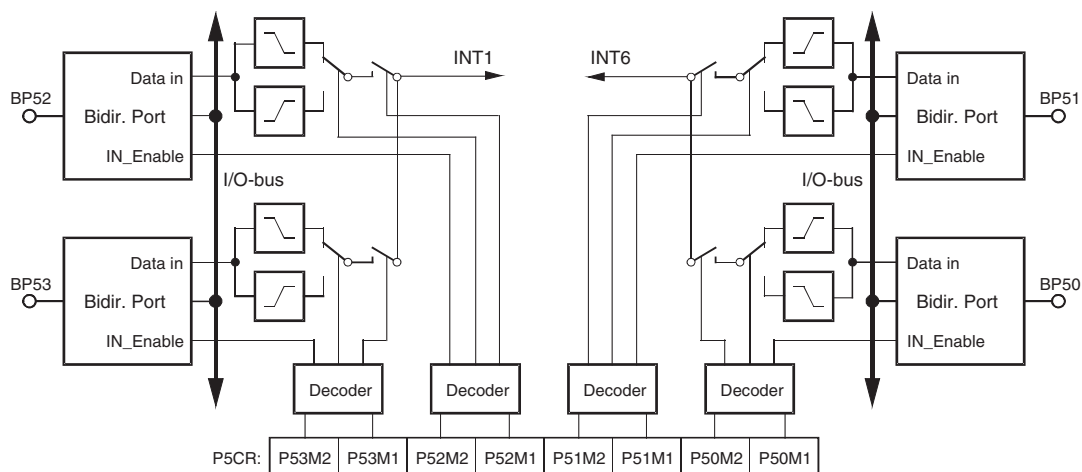 INT1 INT6
Data in Data in
BP52 BP51
Bidir. Port Bidir. Port
IN_Enable IN_Enable
I/O-bus I/O-bus
Data in Data in
BP53 BP50
Bidir. Port Bidir. Port
IN_Enable IN_Enable
Decoder Decoder Decoder Decoder
P5CR: P53M2 P53M1 P52M2 P52M1 P51M2 P51M1 P50M2 P50M1